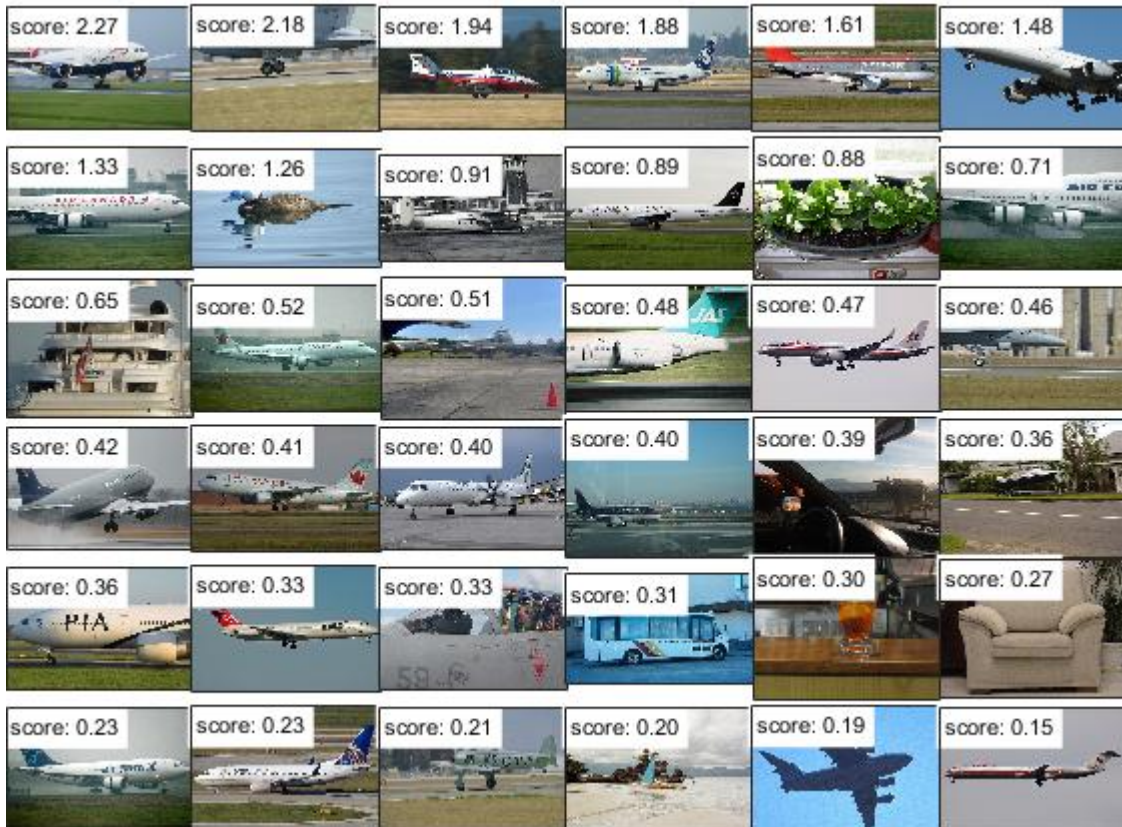 score: 2.27
score: 2.18
score: 1.94
score: 1.88
score: 1.61
score: 1.48
score: 1.33
score: 1.26
score: 0.91
score: 0.89
score: 0.88
score: 0.71
AIR CANADA
score: 0.65
score: 0.52
score: 0.51
score: 0.48
score: 0.47
score: 0.46
JAS
score: 0.42
score: 0.41
score: 0.40
score: 0.40
score: 0.39
score: 0.36
score: 0.36
score: 0.33
score: 0.33
score: 0.31
score: 0.30
score: 0.27
PIA
59
score: 0.23
score: 0.23
score: 0.21
score: 0.20
score: 0.19
score: 0.15